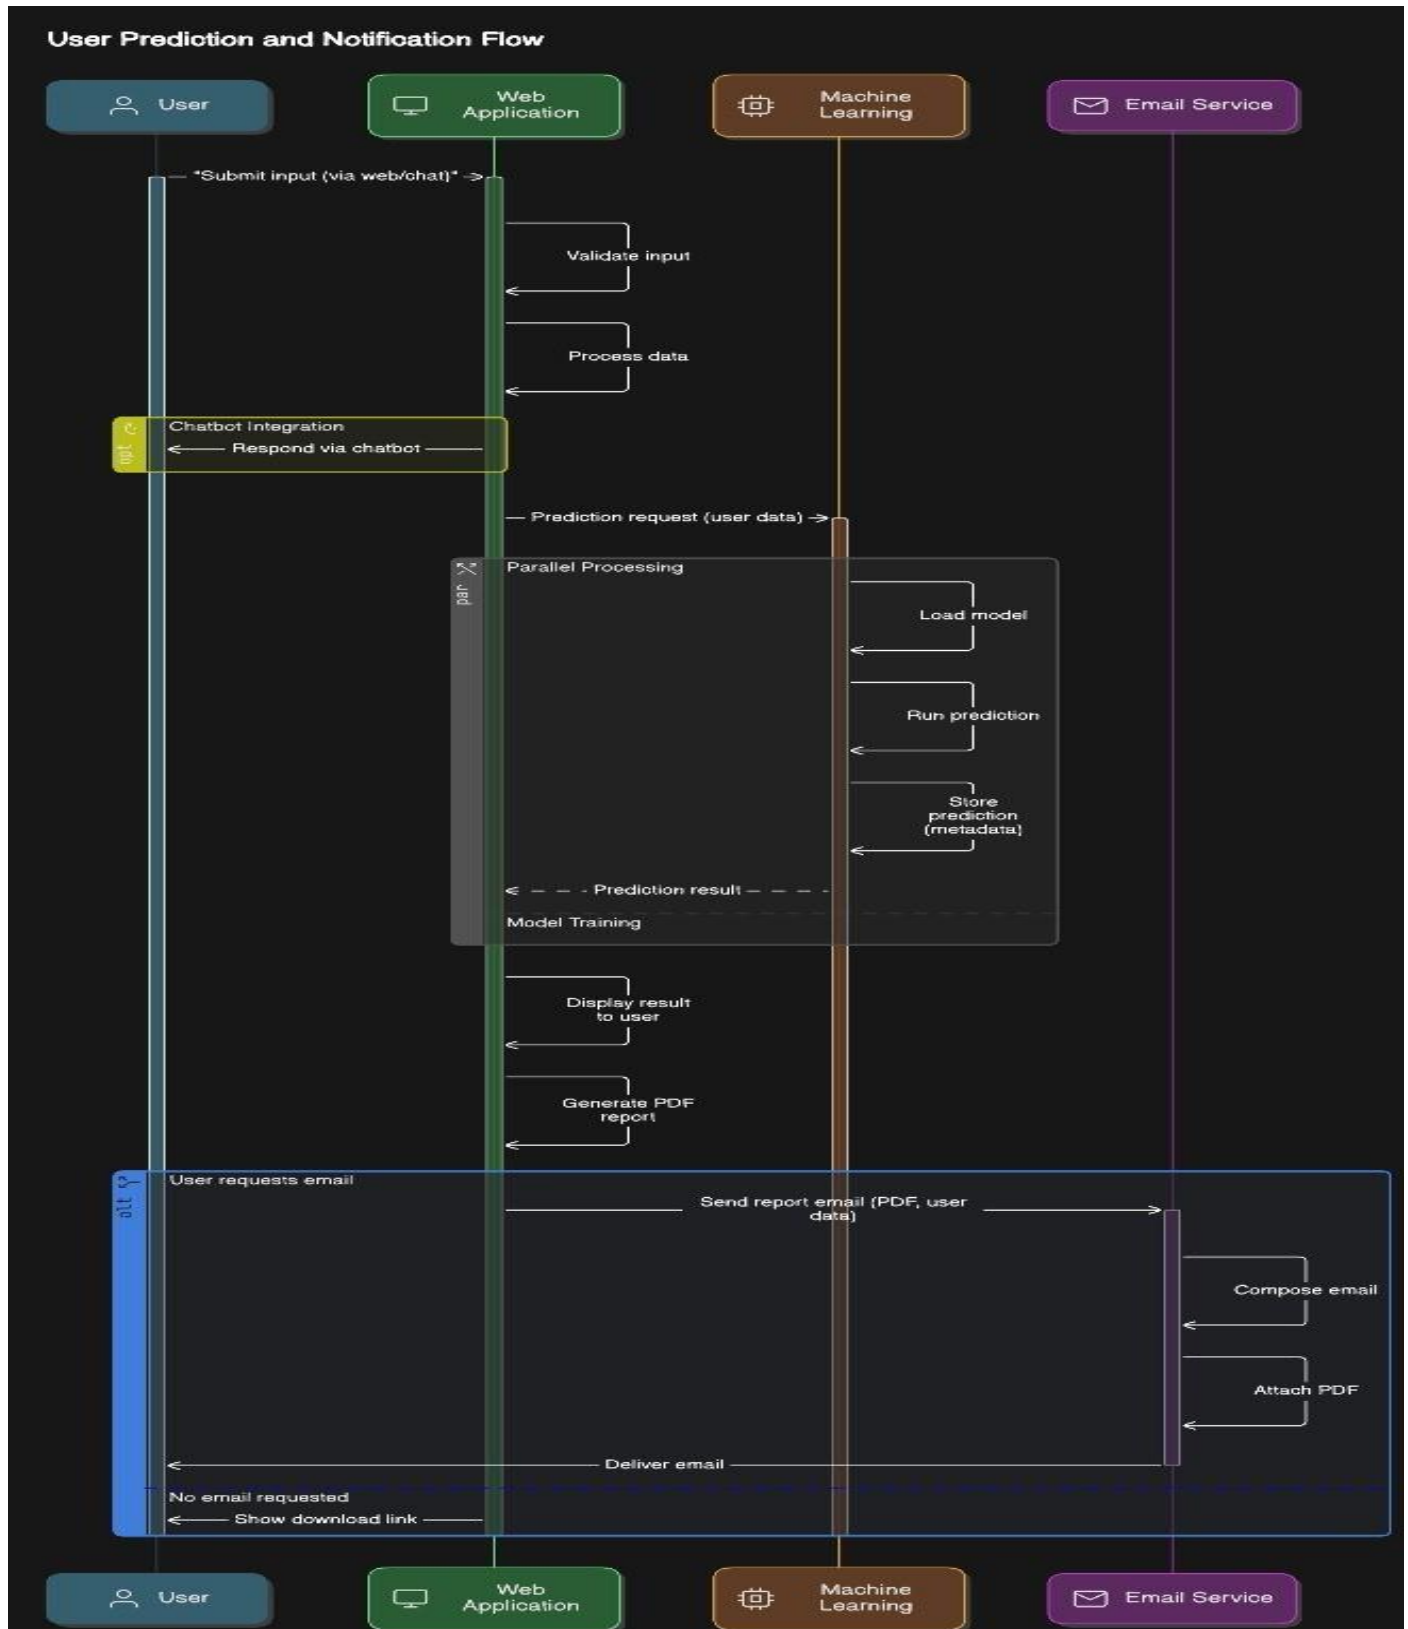 User Prediction and Notification Flow
User
Web
Application
Machine
Learning
Email Service
"Submit input (via web/chat)"
Validate input
Process data
opt
Chatbot Integration
Respond via chatbot
Prediction request (user data)
par
Parallel Processing
Load model
Run prediction
Store
prediction
(metadata)
Prediction result
Model Training
Display result
to user
Generate PDF
report
alt
User requests email
Send report email (PDF, user
data)
Compose email
Attach PDF
Deliver email
No email requested
Show download link
User
Web
Application
Machine
Learning
Email Service